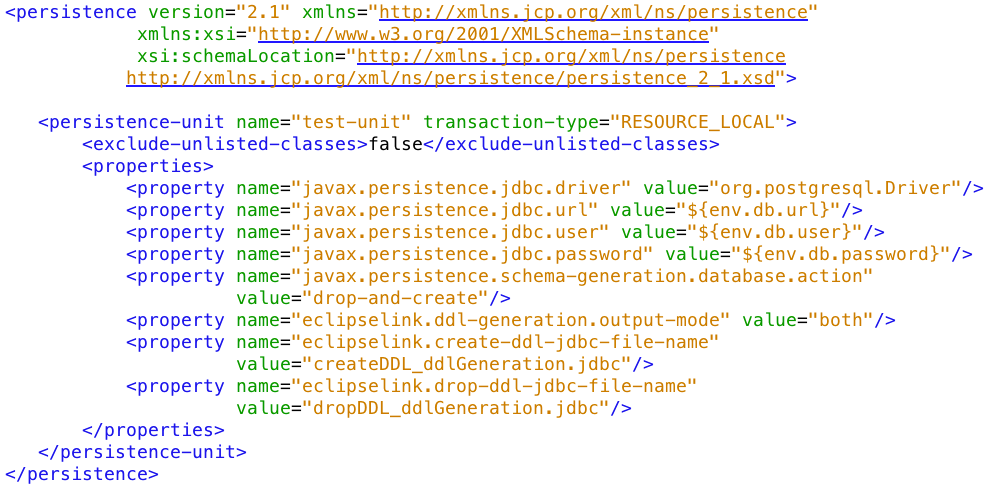 <persistence version="2.1" xmlns="http://xmlns.jcp.org/xml/ns/persistence"
            xmlns:xsi="http://www.w3.org/2001/XMLSchema-instance"
            xsi:schemaLocation="http://xmlns.jcp.org/xml/ns/persistence
           http://xmlns.jcp.org/xml/ns/persistence/persistence_2_1.xsd">

   <persistence-unit name="test-unit" transaction-type="RESOURCE_LOCAL">
       <exclude-unlisted-classes>false</exclude-unlisted-classes>
       <properties>
           <property name="javax.persistence.jdbc.driver" value="org.postgresql.Driver"/>
           <property name="javax.persistence.jdbc.url" value="${env.db.url}"/>
           <property name="javax.persistence.jdbc.user" value="${env.db.user}"/>
           <property name="javax.persistence.jdbc.password" value="${env.db.password}"/>
           <property name="javax.persistence.schema-generation.database.action"
                     value="drop-and-create"/>
           <property name="eclipselink.ddl-generation.output-mode" value="both"/>
           <property name="eclipselink.create-ddl-jdbc-file-name"
                     value="createDDL_ddlGeneration.jdbc"/>
           <property name="eclipselink.drop-ddl-jdbc-file-name"
                     value="dropDDL_ddlGeneration.jdbc"/>
       </properties>
   </persistence-unit>
</persistence>